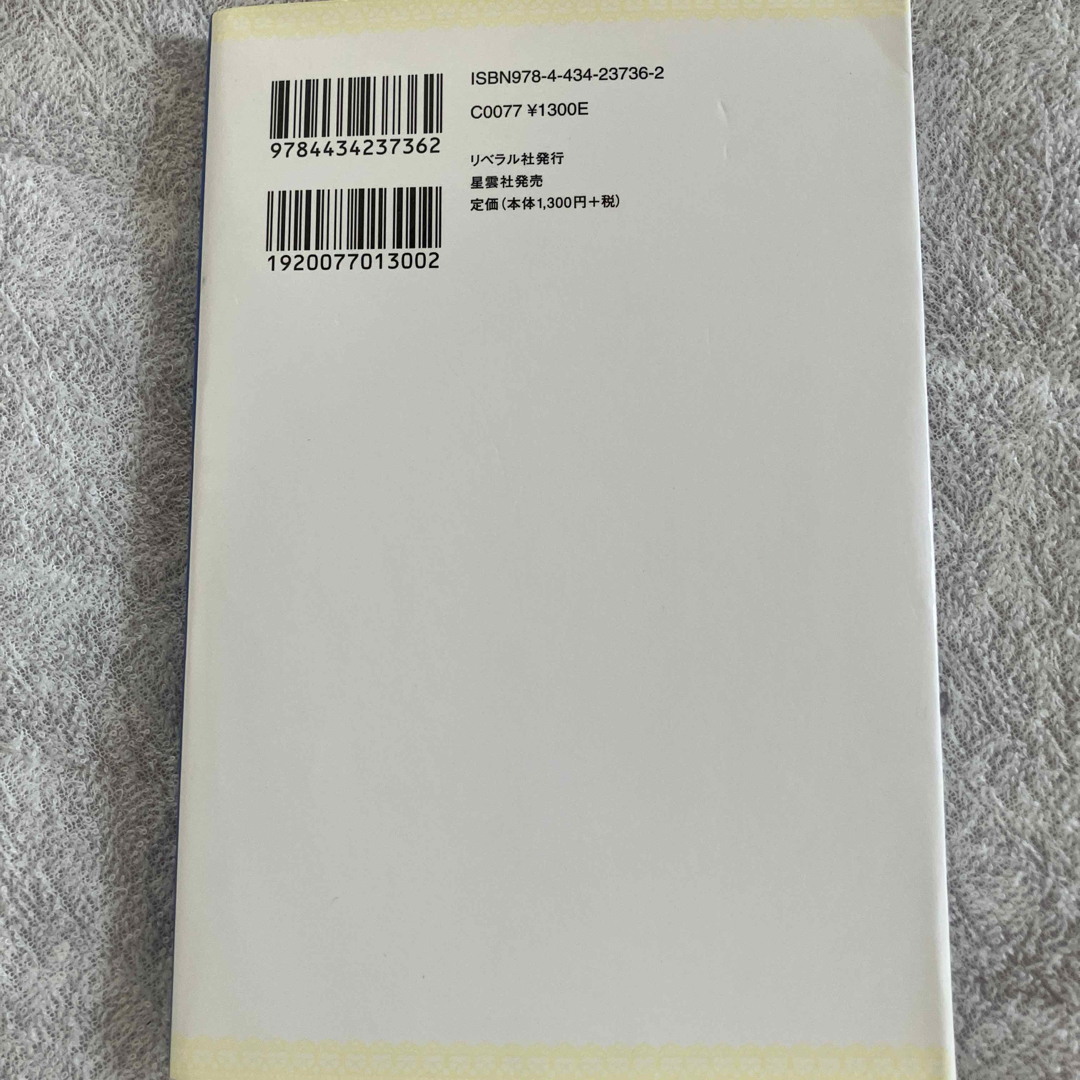 ISBN978-4-434-23736-2
C0077 ¥1300E
9784434237362
リベラル社発行
星雲社発売
定価(本体1,300円+税)
1920077013002